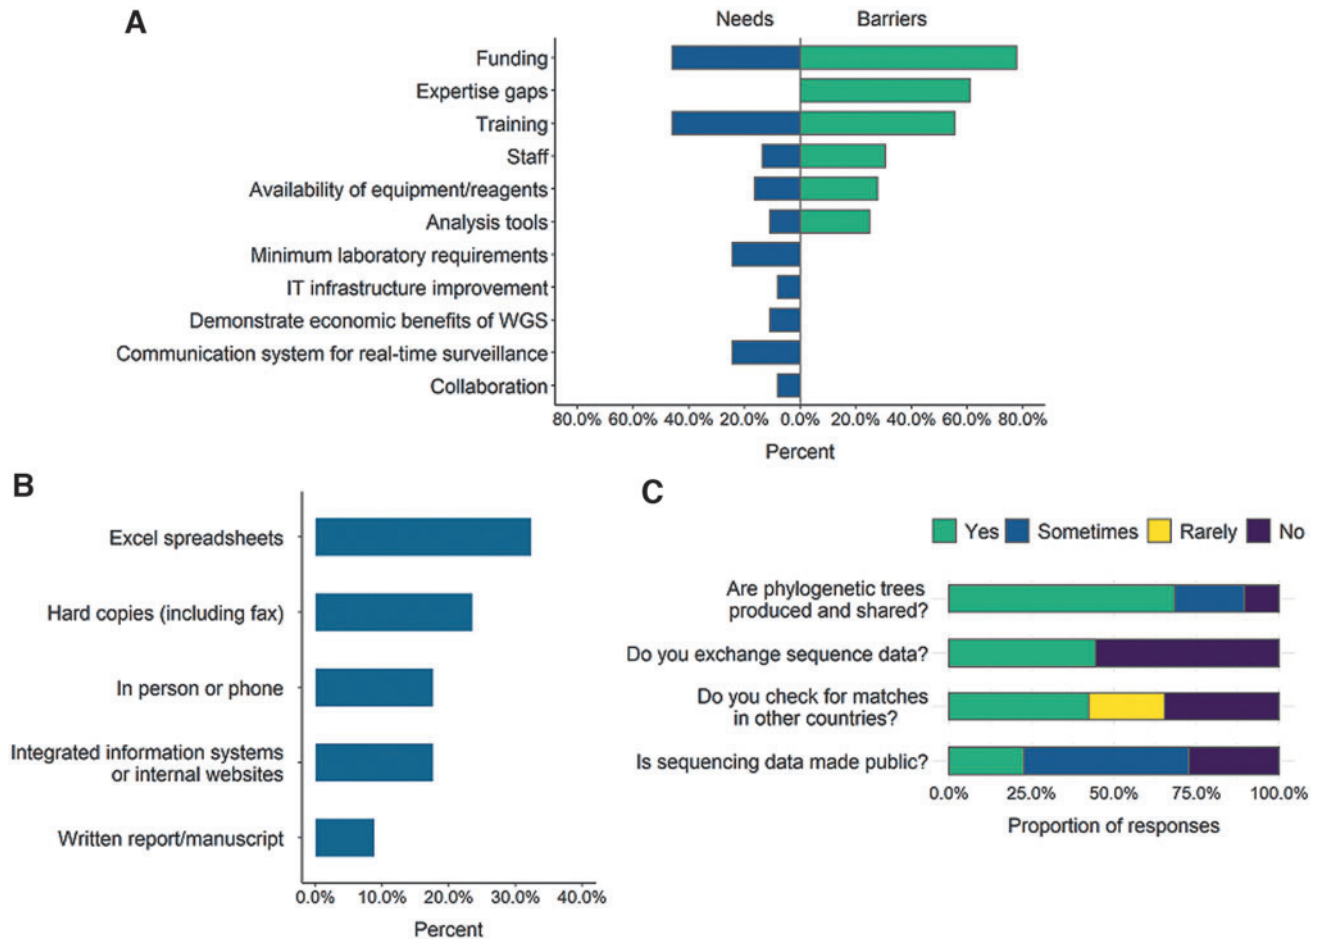 A
Needs Barriers
Funding
Expertise gaps
Training
Staff
Availability of equipment/reagents
Analysis tools
Minimum laboratory requirements
IT infrastructure improvement
Demonstrate economic benefits of WGS
Communication system for real-time surveillance
Collaboration
80.0% 60.0% 40.0% 20.0% 0.0% 20.0% 40.0% 60.0% 80.0%
Percent
B
Excel spreadsheets
Hard copies (including fax)
In person or phone
Integrated information systems
or internal websites
Written report/manuscript
0.0% 10.0% 20.0% 30.0% 40.0%
Percent
C
Yes Sometimes Rarely No
Are phylogenetic trees
produced and shared?
Do you exchange sequence data?
Do you check for matches
in other countries?
Is sequencing data made public?
0.0% 25.0% 50.0% 75.0% 100.0%
Proportion of responses